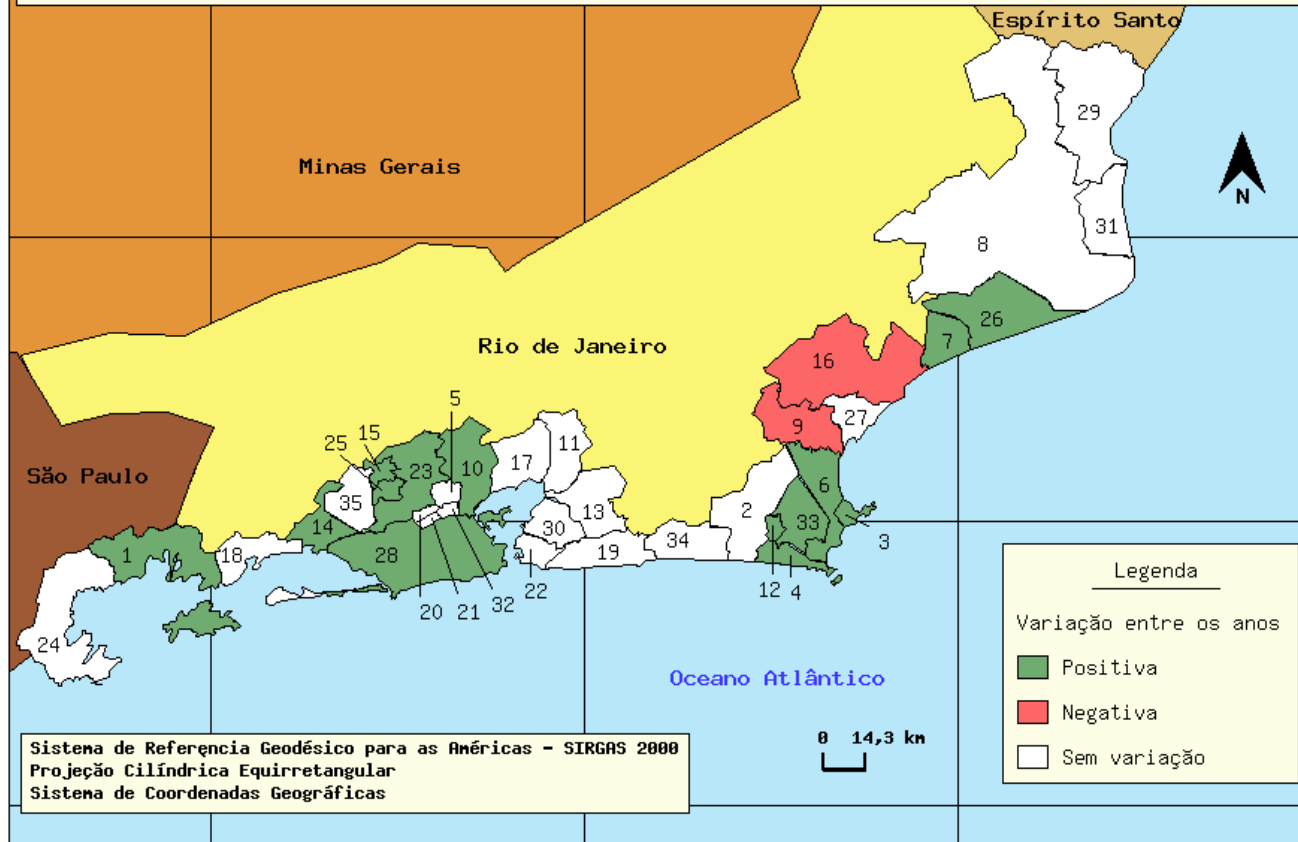 Espírito Santo
29
Minas Gerais
N
31
8
26
7
Rio de Janeiro
16
5
27
9
15
25
11
17
23
10
São Paulo
6
35
2
13
30
33
14
34
3
28
18
1
19
12
4
22
20
21
32
24
Legenda
Variação entre os anos
Positiva
Negativa
Sem variação
Oceano Atlântico
0 14,3 km
Sistema de Referençia Geodésico para as Américas - SIRGAS 2000
Projeção Cilíndrica Equirretangular
Sistema de Coordenadas Geográficas